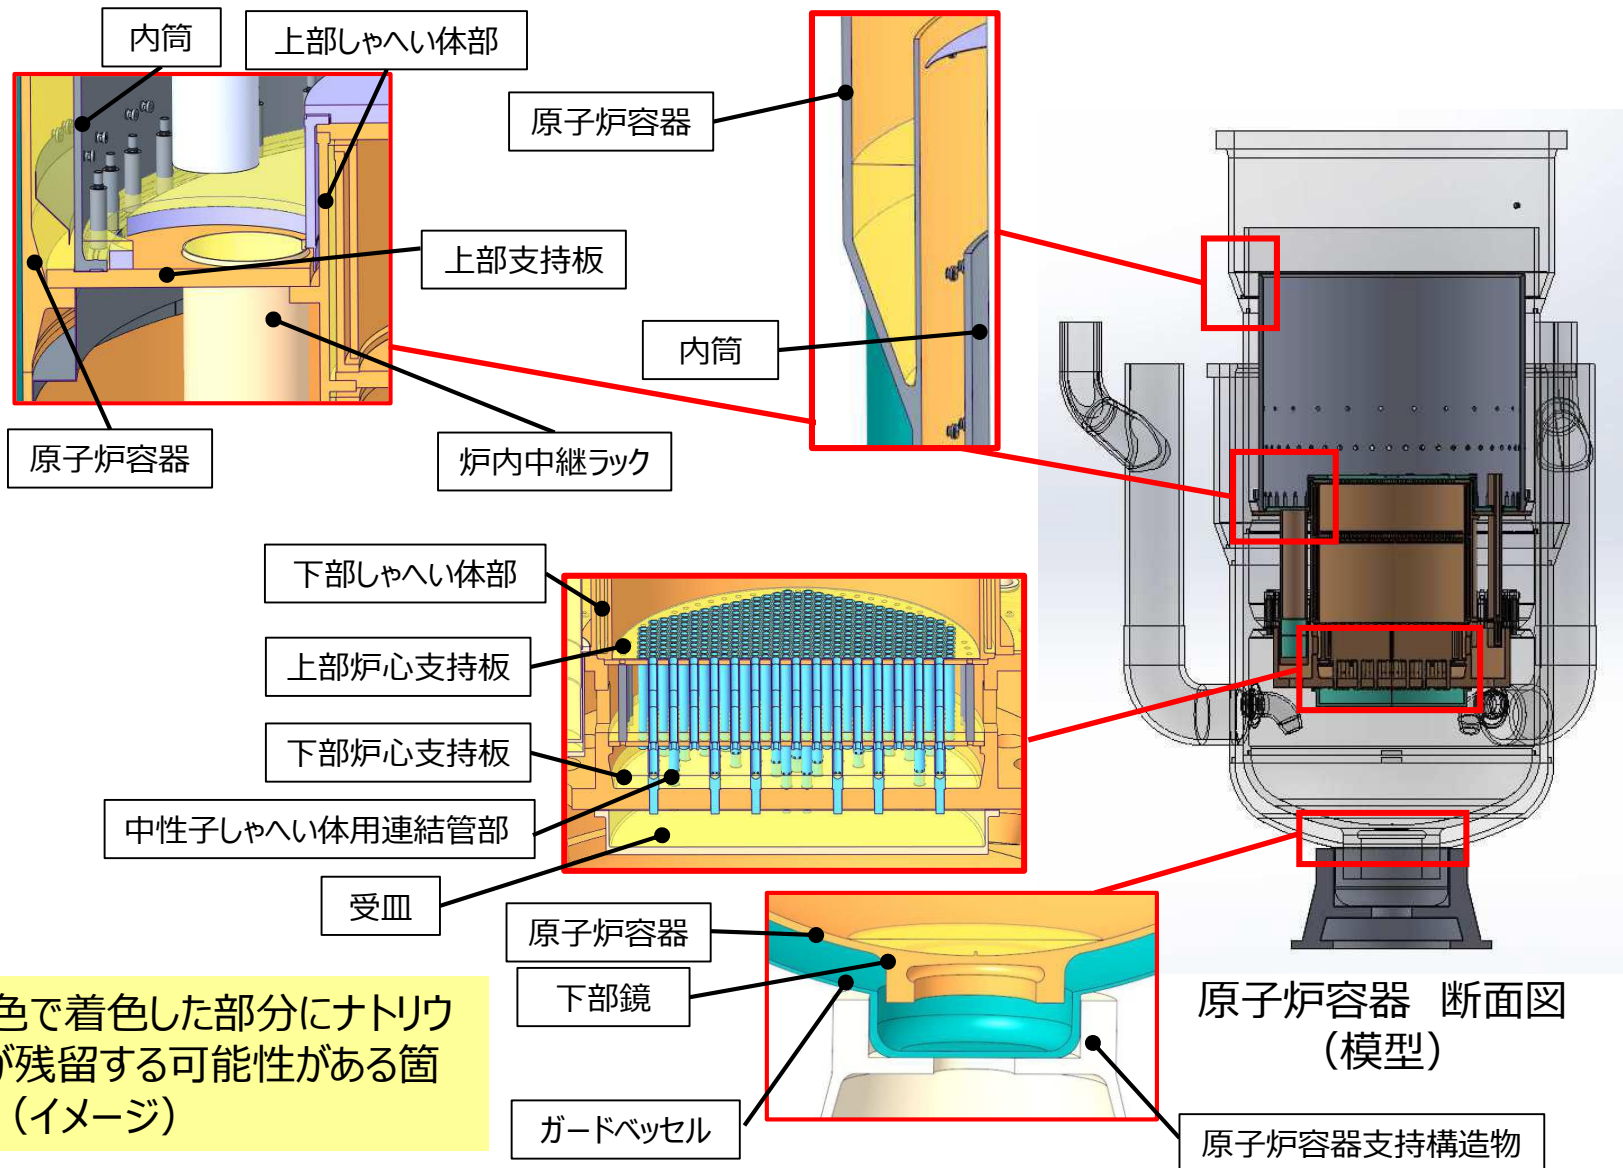 内筒
上部しゃへい体部
原子炉容器
上部支持板
内筒
原子炉容器
炉内中継ラック
下部しゃへい体部
上部炉心支持板
下部炉心支持板
中性子しゃへい体用連結管部
受皿
原子炉容器
下部鏡
ガードベッセル
原子炉容器支持構造物
原子炉容器 断面図
（模型）
色で着色した部分にナトリウ
が残留する可能性がある箇
（イメージ）